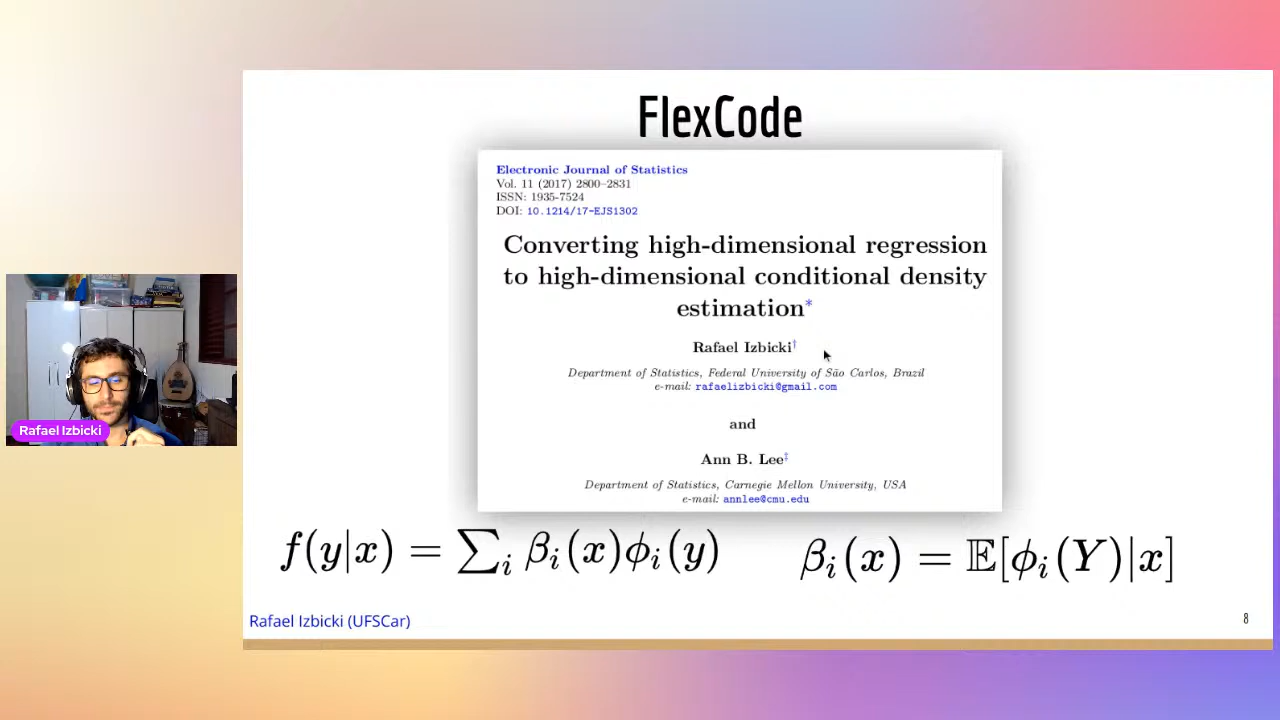 FlexCode
Electronic Journal of Statistics
Vol. 11 (2017) 2800–2831
ISSN: 1935-7524
DOI: 10.1214/17-EJS1302
Converting high-dimensional regression
to high-dimensional conditional density
estimation*
Rafael Izbicki†
Department of Statistics, Federal University of São Carlos, Brazil
e-mail: rafaelizbicki@gmail.com
and
Ann B. Lee‡
Department of Statistics, Carnegie Mellon University, USA
e-mail: annlee@cmu.edu
f(y|x) = ∑ᵢ βᵢ(x)ϕᵢ(y)
βᵢ(x) = 𝔼[ϕᵢ(Y)|x]
Rafael Izbicki (UFSCar)
8
Rafael Izbicki